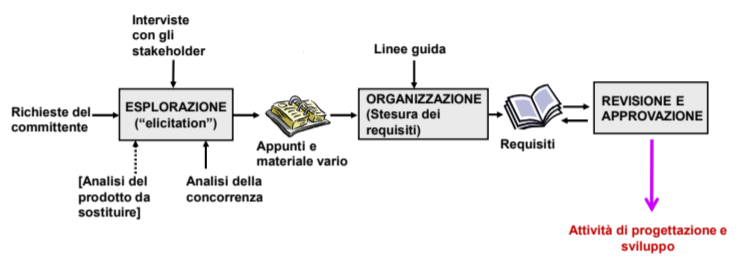 Interviste
con gli
stakeholder
Linee guida
Richieste del
committente
ESPLORAZIONE
(“elicitation”)
Appunti e
materiale vario
ORGANIZZAZIONE
(Stesura dei
requisiti)
Requisiti
REVISIONE E
APPROVAZIONE
[Analisi del
prodotto da
sostituire]
Analisi della
concorrenza
Attività di progettazione e
sviluppo